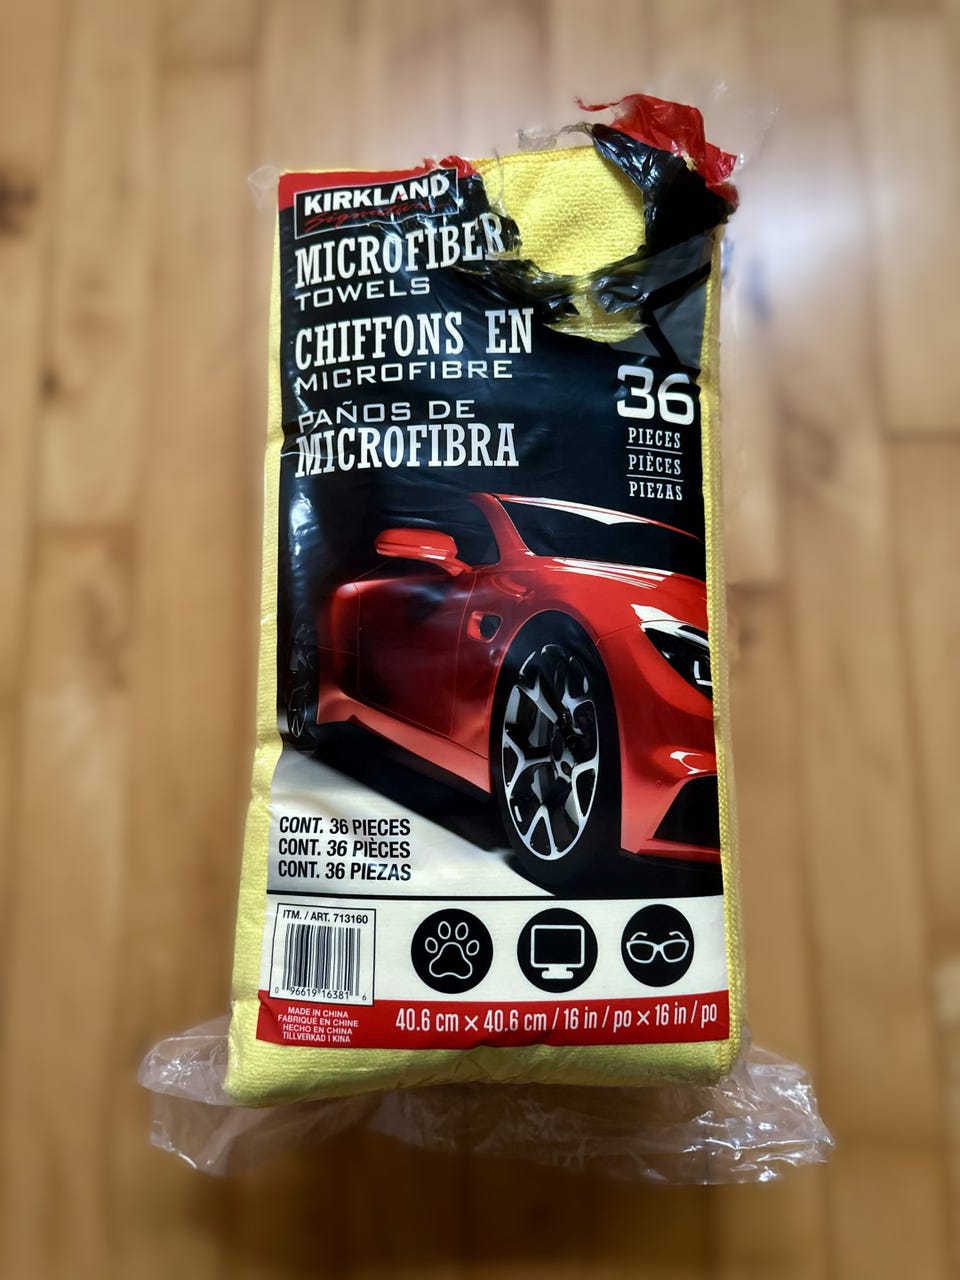 KIRKLAND
Signature
MICROFIBER
TOWELS
CHIFFONS EN
MICROFIBRE
PAÑOS DE
MICROFIBRA
36
PIECES
PIÈCES
PIEZAS
CONT. 36 PIECES
CONT. 36 PIÈCES
CONT. 36 PIEZAS
ITM. / ART. 713160
0 96619 16381 6
MADE IN CHINA
FABRIQUÉ EN CHINE
HECHO EN CHINA
TILLVERKAD I KINA
40.6 cm × 40.6 cm / 16 in / po × 16 in / po